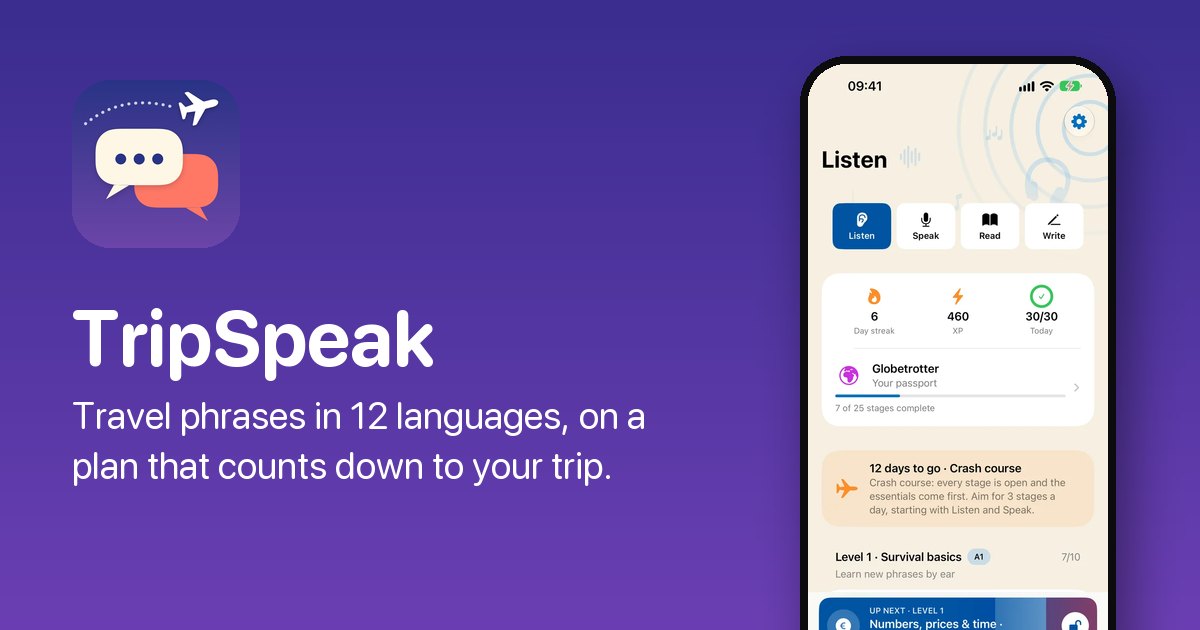 TripSpeak
Travel phrases in 12 languages, on a
plan that counts down to your trip.
09:41
Listen
Listen
Speak
Read
Write
6
Day streak
460
XP
30/30
Today
Globetrotter
Your passport
7 of 25 stages complete
12 days to go · Crash course
Crash course: every stage is open and the
essentials come first. Aim for 3 stages a
day, starting with Listen and Speak.
Level 1 · Survival basics A1 7/10
Learn new phrases by ear
UP NEXT · LEVEL 1
Numbers, prices & time ·